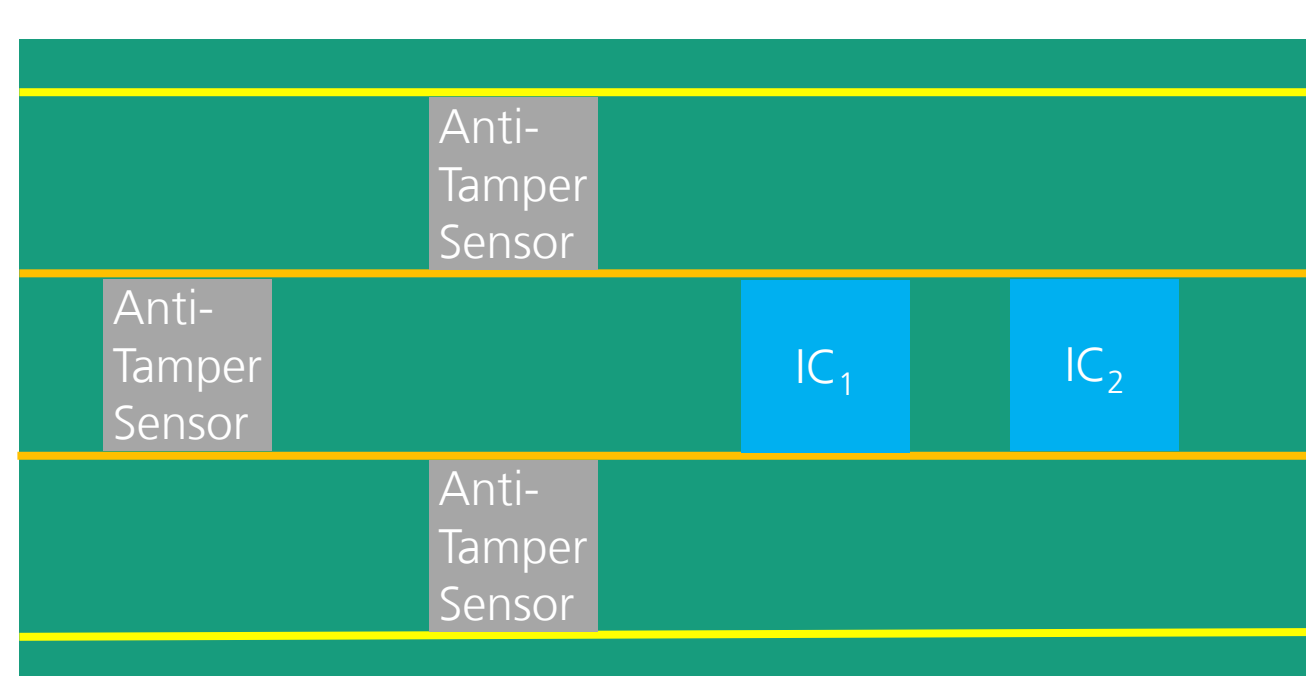 Anti-
Tamper
Sensor
Anti-
Tamper
Sensor
IC₁
IC₂
Anti-
Tamper
Sensor